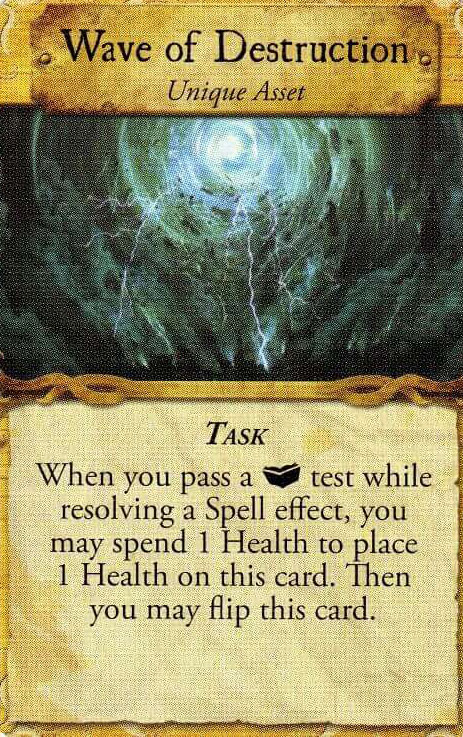 Wave of Destruction
Unique Asset
Task
When you pass a test while
resolving a Spell effect, you
may spend 1 Health to place
1 Health on this card. Then
you may flip this card.